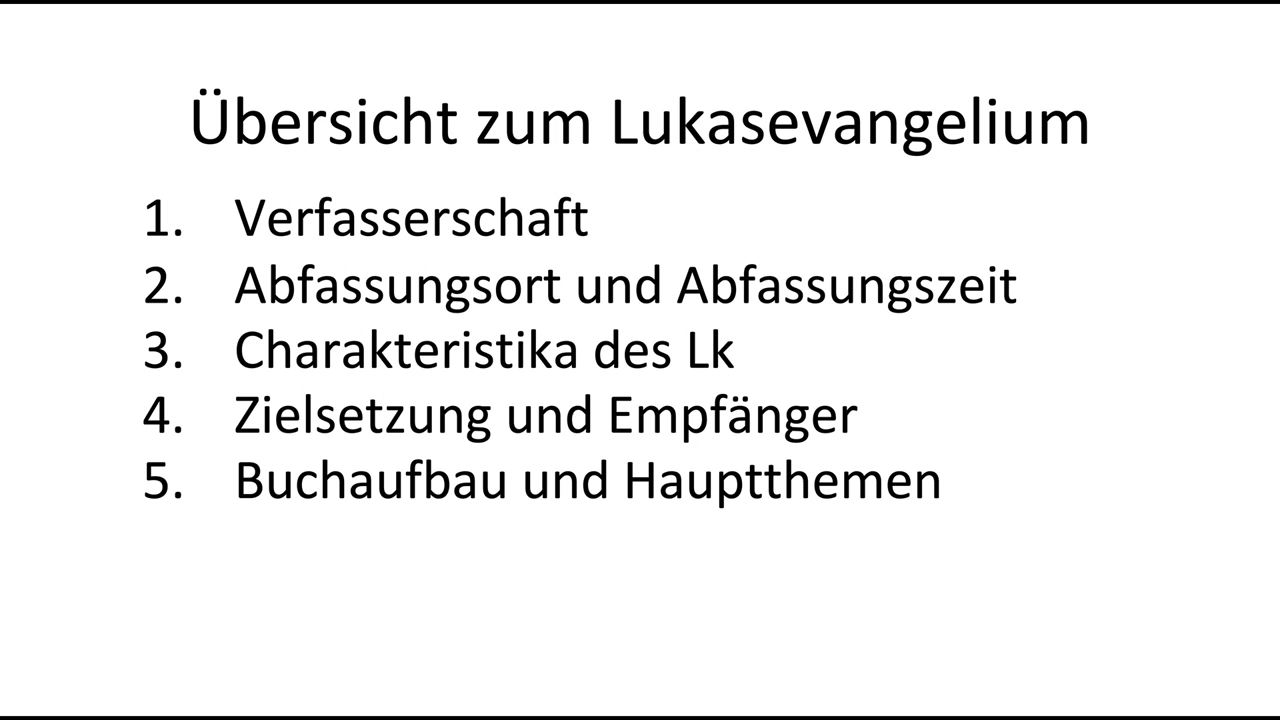 Übersicht zum Lukasevangelium
1. Verfasserschaft
2. Abfassungsort und Abfassungszeit
3. Charakteristika des Lk
4. Zielsetzung und Empfänger
5. Buchaufbau und Hauptthemen